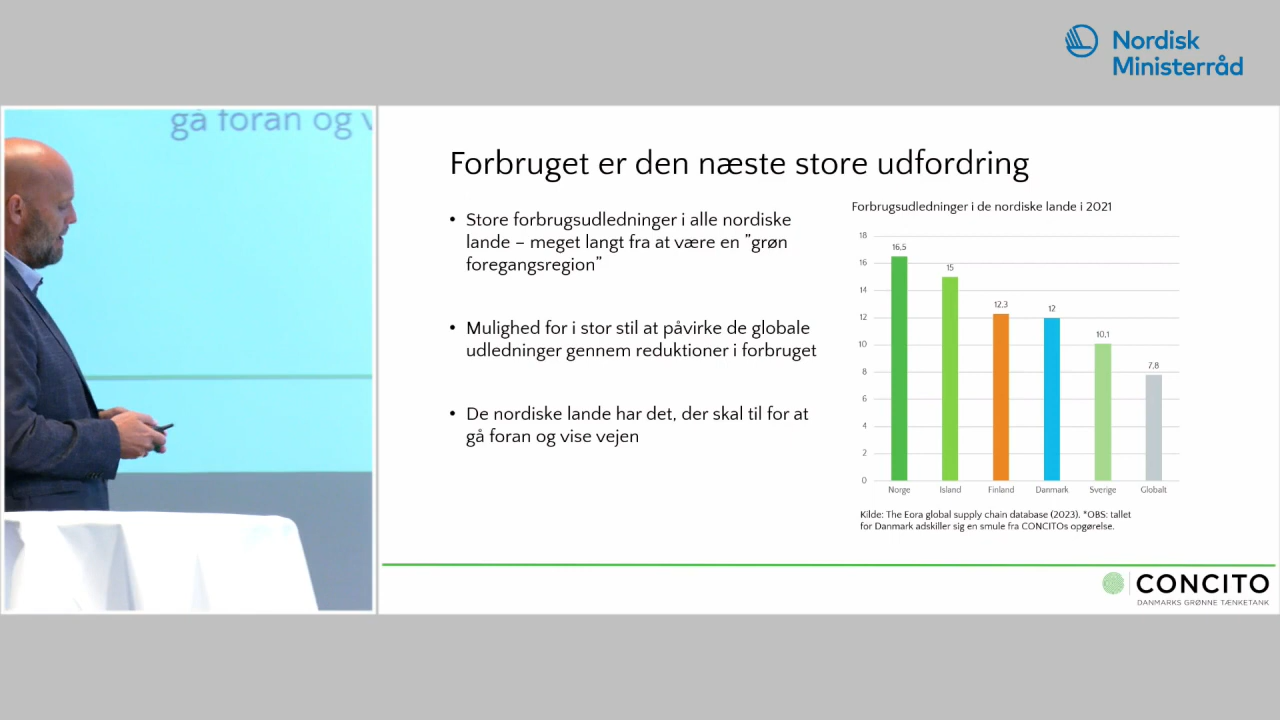 Nordisk
Ministerråd
gå foran og v
Forbruget er den næste store udfordring
• Store forbrugsudledninger i alle nordiske
lande – meget langt fra at være en ”grøn
foregangsregion”
• Mulighed for i stor stil at påvirke de globale
udledninger gennem reduktioner i forbruget
• De nordiske lande har det, der skal til for at
gå foran og vise vejen
Forbrugsudledninger i de nordiske lande i 2021
18
16
14
12
10
8
6
4
2
0
16,5
15
12,3
12
10,1
7,8
Norge Island Finland Danmark Sverige Globalt
Kilde: The Eora global supply chain database (2023). *OBS: tallet
for Danmark adskiller sig en smule fra CONCITOs opgørelse.
CONCITO
DANMARKS GRØNNE TÆNKETANK